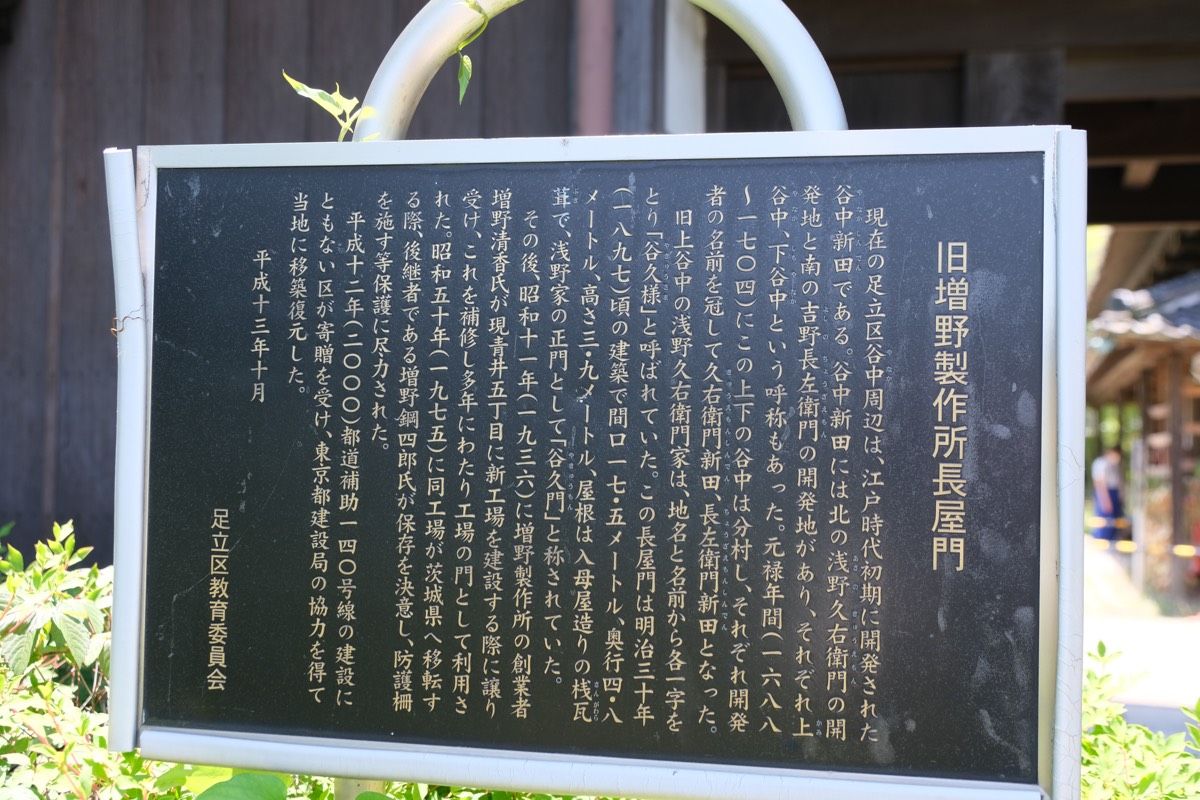 旧増野製作所長屋門
現在の足立区谷中周辺は、江戸時代初期に開発された
谷中新田である。谷中新田には北の浅野久右衛門の開
発地と南の吉野長左衛門の開発地があり、それぞれ上
谷中、下谷中という呼称もあった。元禄年間(一六八八
〜一七〇四)にこの上下の谷中は分村し、それぞれ開発
者の名前を冠して久右衛門新田、長左衛門新田となった。
旧上谷中の浅野久右衛門家は、地名と名前から各一字を
とり「谷久様」と呼ばれていた。この長屋門は明治三十年
(一八九七)頃の建築で間口一七・五メートル、奥行四・八
メートル、高さ三・九メートル、屋根は入母屋造りの桟瓦
葺で、浅野家の正門として「谷久門」と称されていた。
その後、昭和十一年(一九三六)に増野製作所の創業者
増野清香氏が現青井五丁目に新工場を建設する際に譲り
受け、これを補修し多年にわたり工場の門として利用さ
れた。昭和五十年(一九七五)に同工場が茨城県へ移転す
る際、後継者である増野鋼四郎氏が保存を決意し、防護柵
を施す等保護に尽力された。
平成十二年(二〇〇〇)都道補助一四〇号線の建設に
ともない区が寄贈を受け、東京都建設局の協力を得て
当地に移築復元した。
平成十三年十月
足立区教育委員会